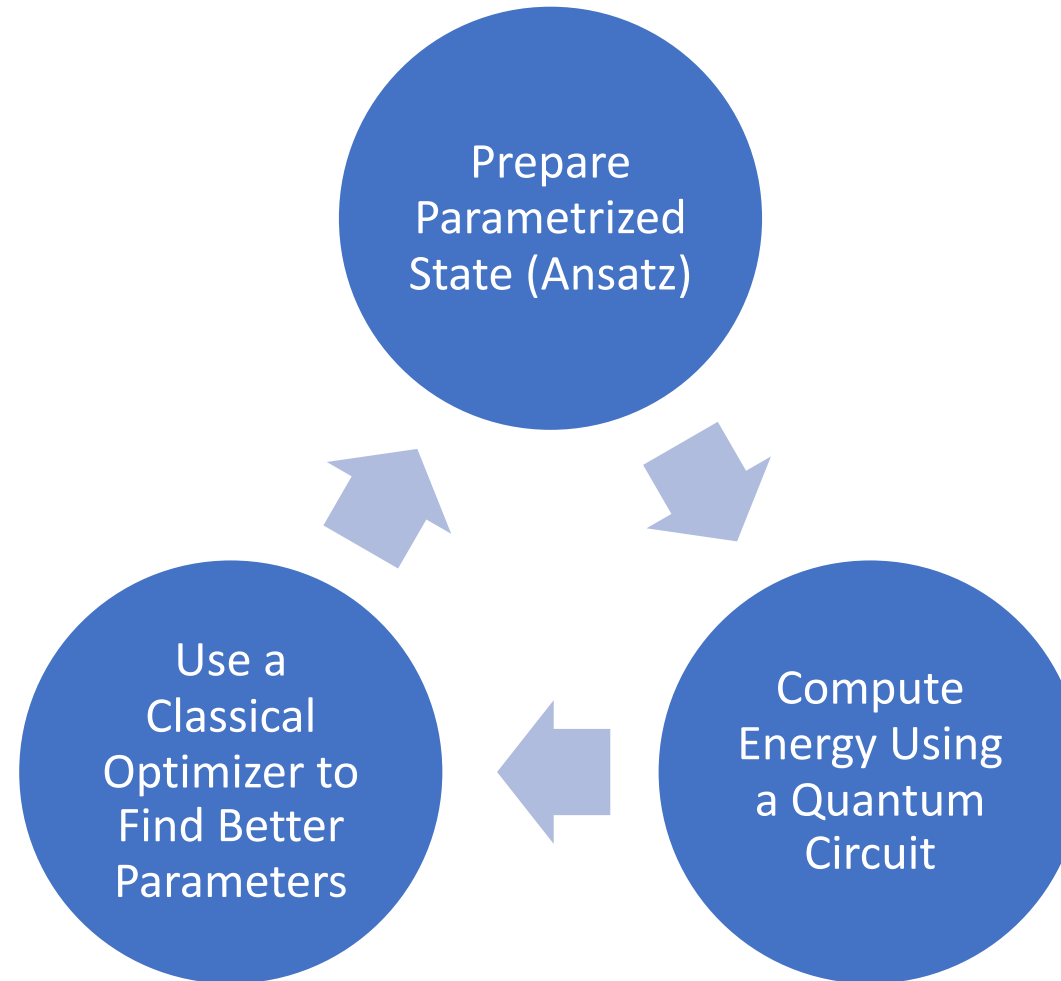 Prepare
Parametrized
State (Ansatz)
Compute
Energy Using
a Quantum
Circuit
Use a
Classical
Optimizer to
Find Better
Parameters